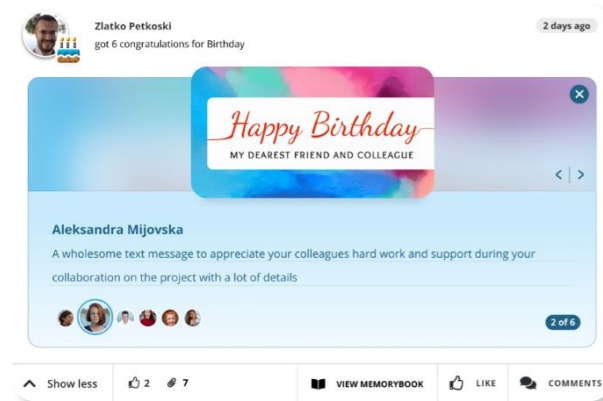 Zlatko Petkoski
2 days ago
got 6 congratulations for Birthday
Happy Birthday
MY DEAREST FRIEND AND COLLEAGUE
Aleksandra Mijovska
A wholesome text message to appreciate your colleagues hard work and support during your
collaboration on the project with a lot of details
2 of 6
Show less
2
7
VIEW MEMORYBOOK
LIKE
COMMENTS